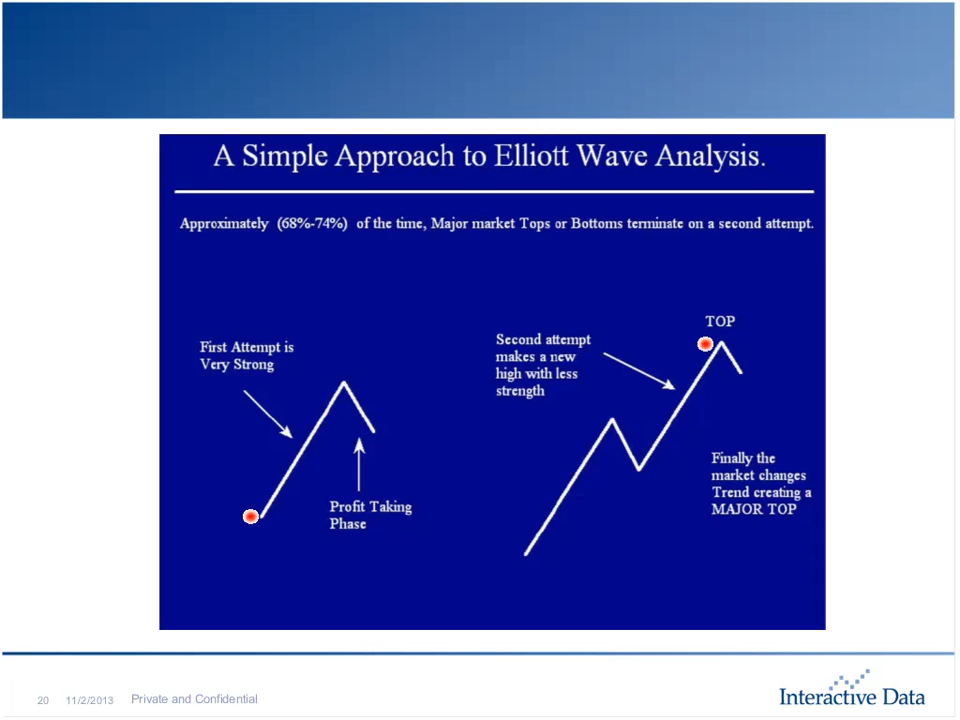 A Simple Approach to Elliott Wave Analysis.
Approximately (68%-74%) of the time, Major market Tops or Bottoms terminate on a second attempt.
First Attempt is
Very Strong
Profit Taking
Phase
Second attempt
makes a new
high with less
strength
TOP
Finally the
market changes
Trend creating a
MAJOR TOP
20 11/2/2013 Private and Confidential
Interactive Data